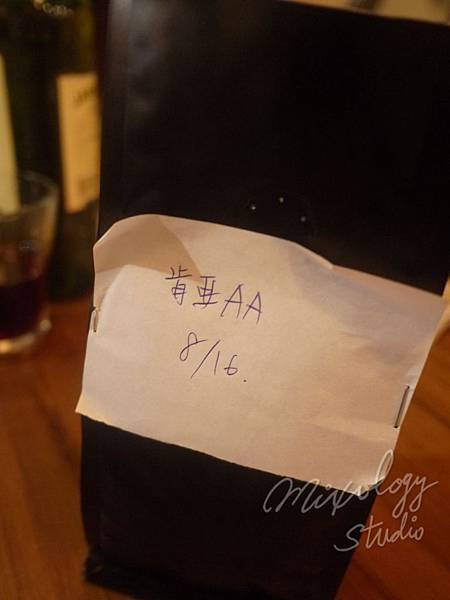 肯亞AA
8/16.
Mixology
Studio